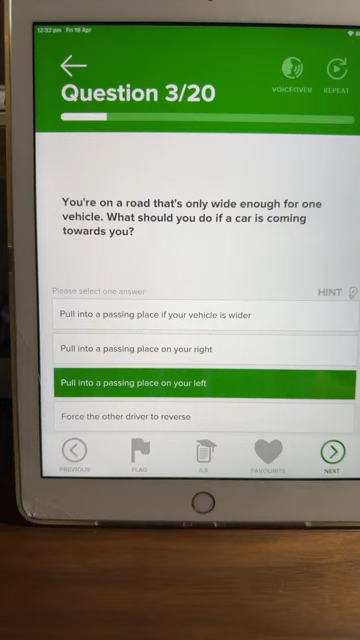 12:32 pm Fri 19 Apr
Question 3/20
VOICEOVER REPEAT
You're on a road that's only wide enough for one
vehicle. What should you do if a car is coming
towards you?
Please select one answer
HINT
Pull into a passing place if your vehicle is wider
Pull into a passing place on your right
Pull into a passing place on your left
Force the other driver to reverse
PREVIOUS FLAG ILS FAVOURITE NEXT